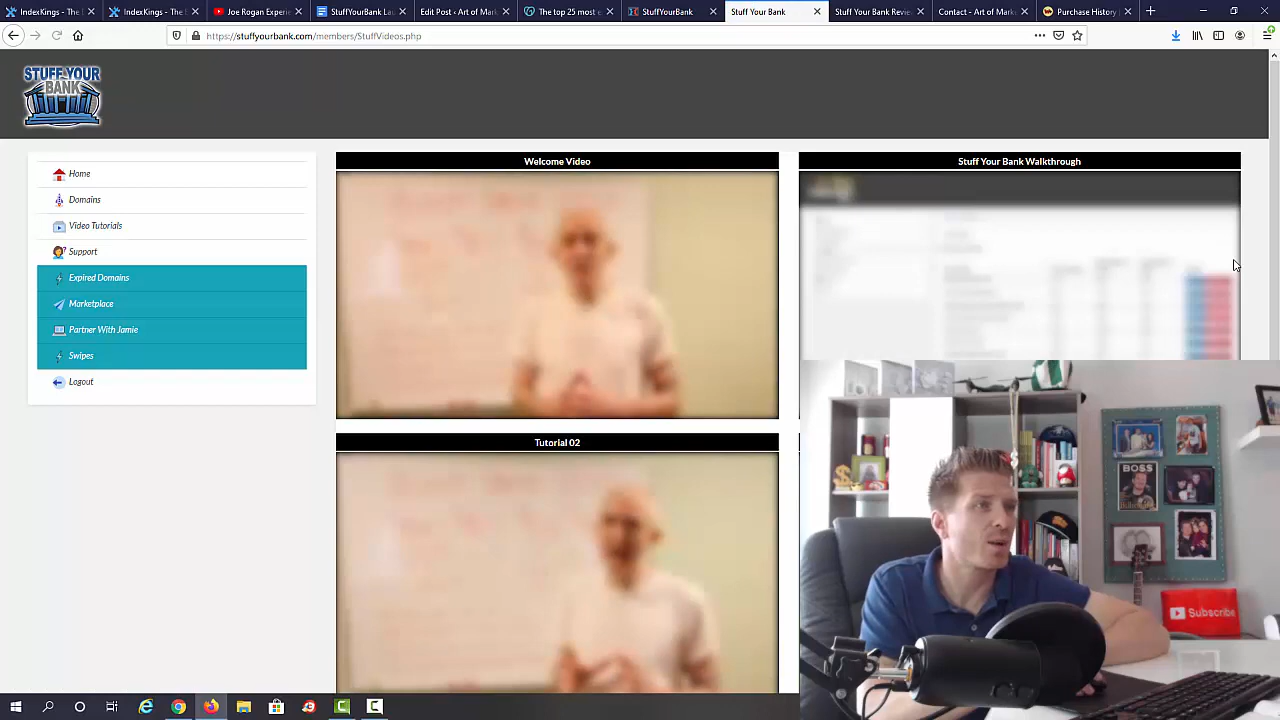 IndexKings - The
IndexKings - The
Joe Rogan Experi
StuffYourBank La
Edit Post ‹ Art of Mar
The top 25 most e
StuffYourBank
Stuff Your Bank
Stuff Your Bank Revie
Contact - Art of Mark
Purchase History
https://stuffyourbank.com/members/StuffVideos.php
STUFF YOUR
BANK
Home
Domains
Video Tutorials
Support
Expired Domains
Marketplace
Partner With Jamie
Swipes
Logout
Welcome Video
Stuff Your Bank Walkthrough
Tutorial 02
BOSS
Subscribe